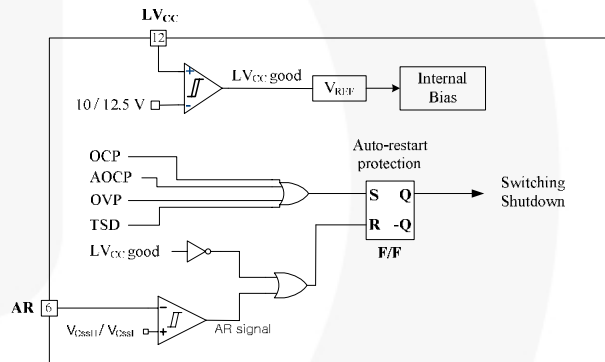 LVCC
12
LVCC good
VREF
Internal
Bias
10 / 12.5 V
+
-
OCP
AOCP
OVP
TSD
Auto-restart
protection
S Q
R -Q
F/F
Switching
Shutdown
LVCC good
AR
6
-
+
VCssH / VCssL
AR signal